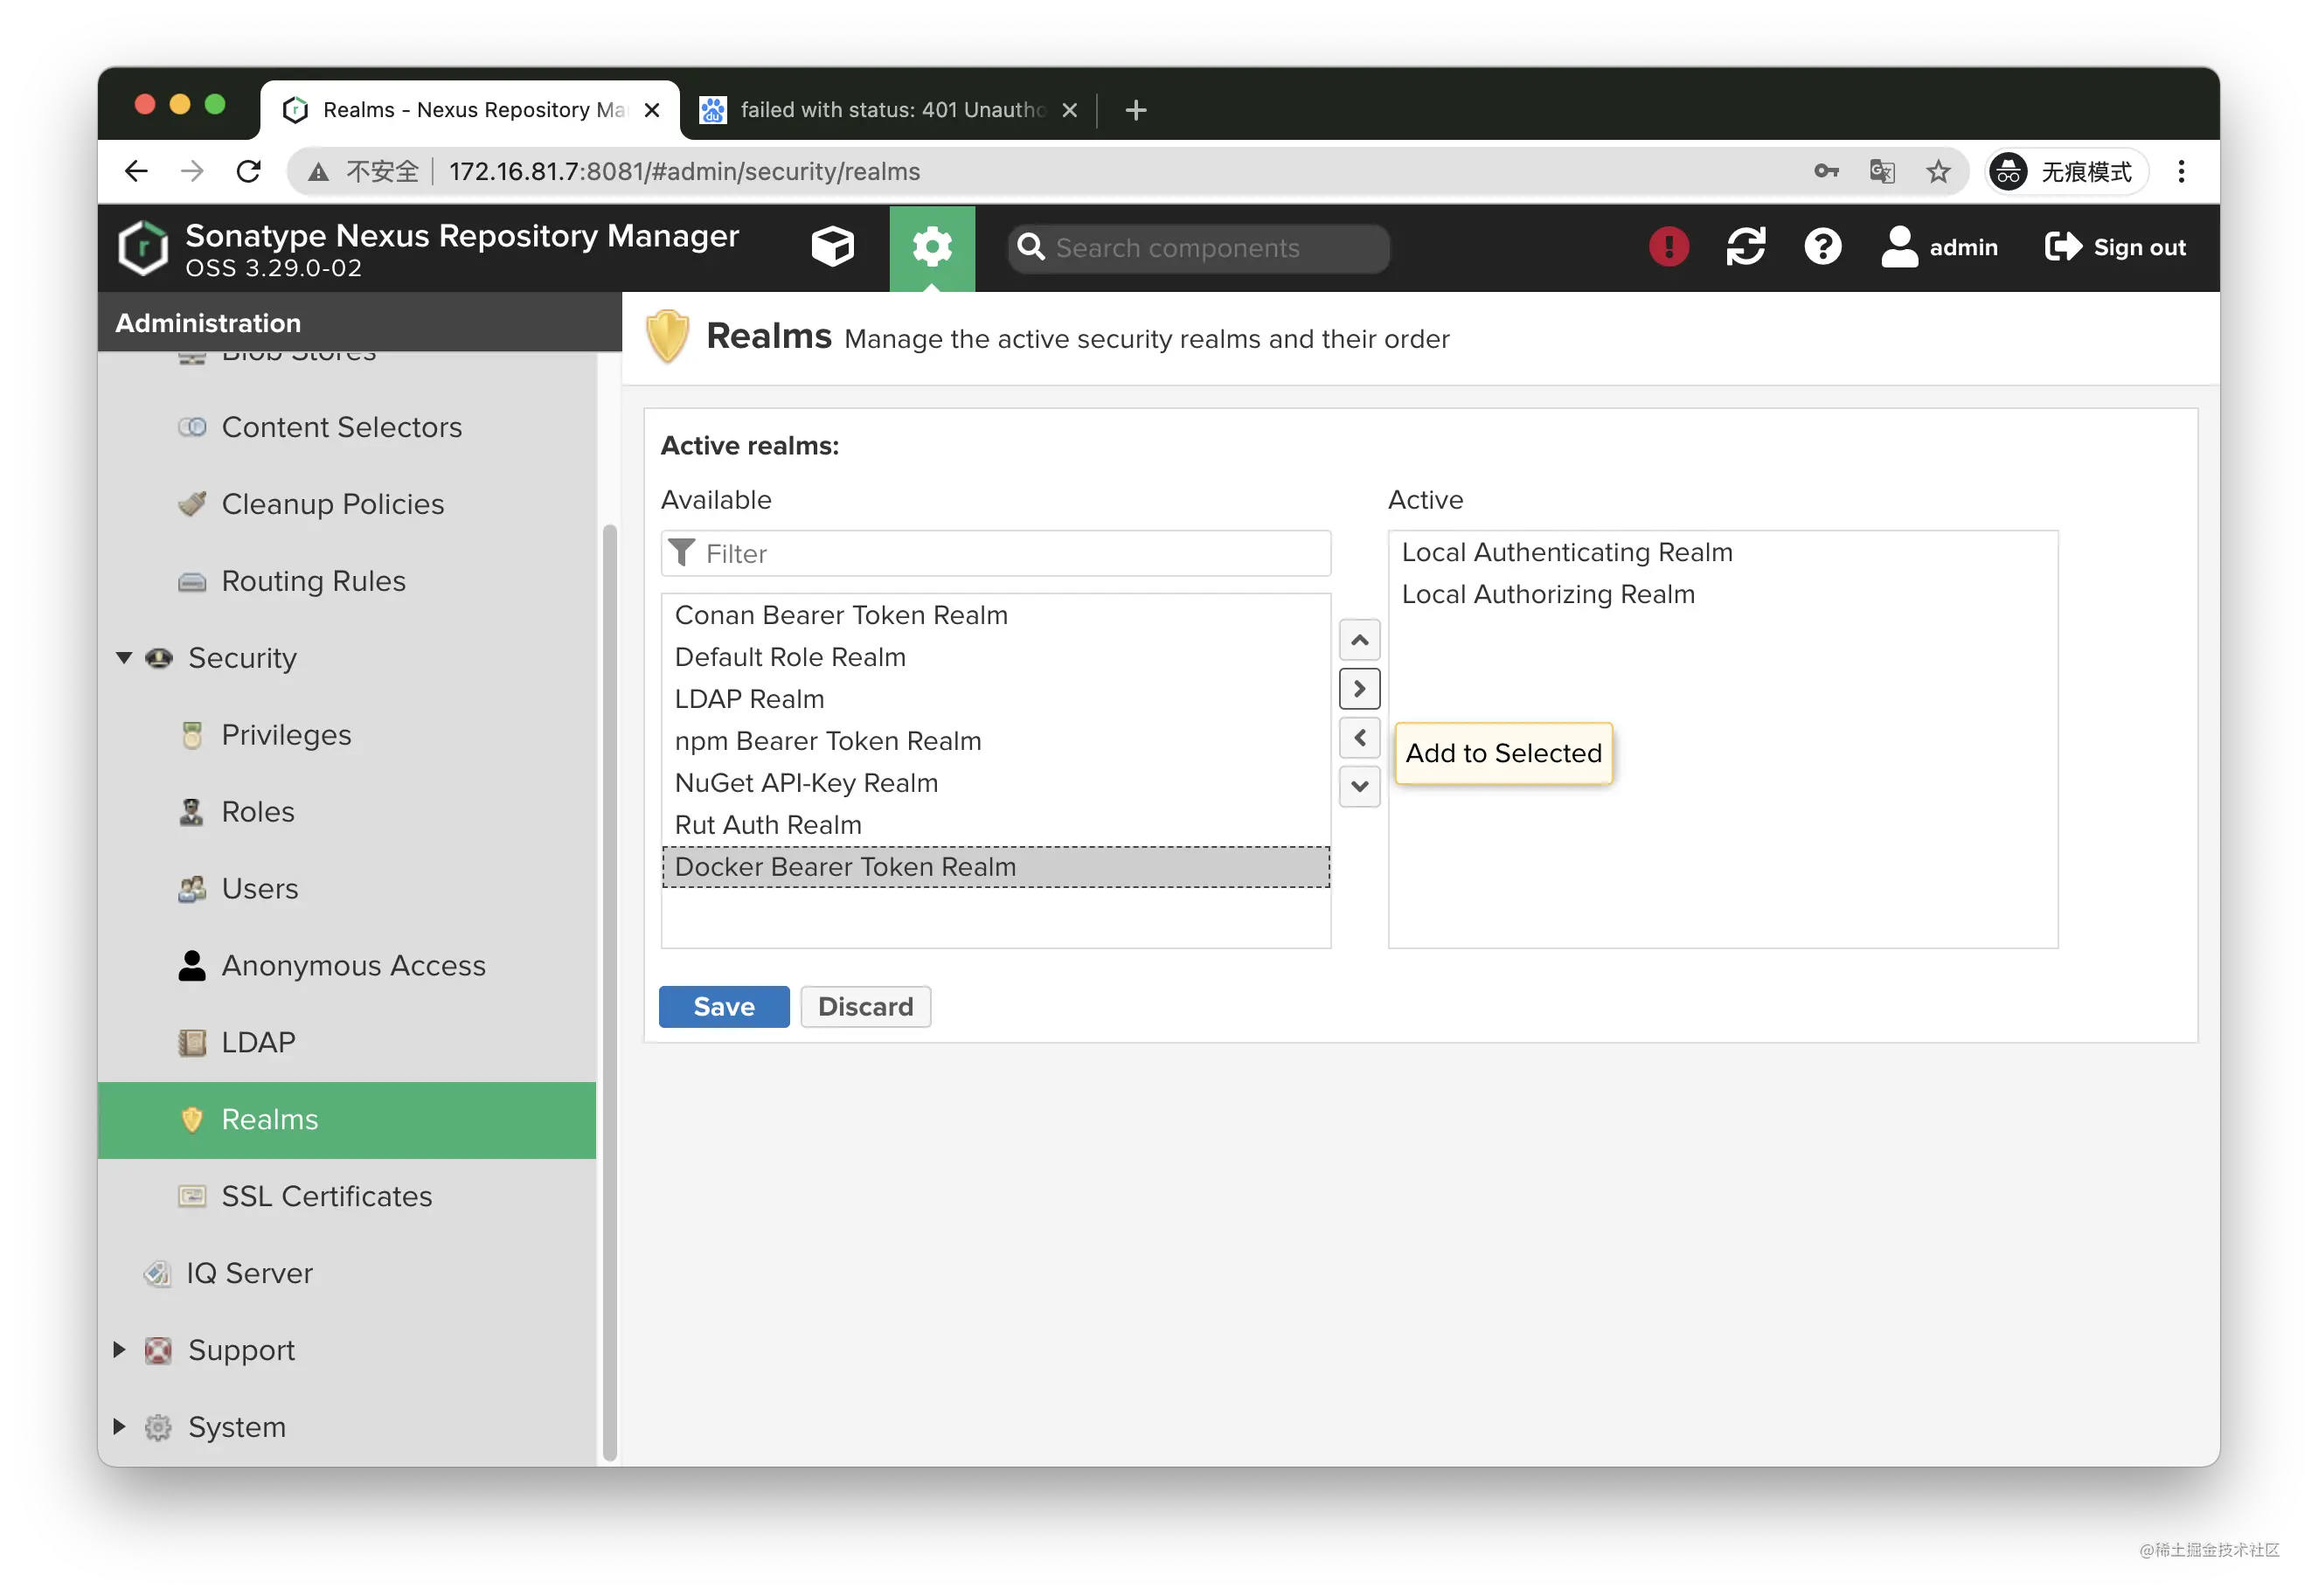 Realms - Nexus Repository Ma
failed with status: 401 Unautho
不安全
172.16.81.7:8081/#admin/security/realms
无痕模式
Sonatype Nexus Repository Manager
OSS 3.29.0-02
Search components
admin
Sign out
Administration
Blob Stores
Content Selectors
Cleanup Policies
Routing Rules
Security
Privileges
Roles
Users
Anonymous Access
LDAP
Realms
SSL Certificates
IQ Server
Support
System
Realms Manage the active security realms and their order
Active realms:
Available
Filter
Conan Bearer Token Realm
Default Role Realm
LDAP Realm
npm Bearer Token Realm
NuGet API-Key Realm
Rut Auth Realm
Docker Bearer Token Realm
Active
Local Authenticating Realm
Local Authorizing Realm
Add to Selected
Save
Discard
@稀土掘金技术社区